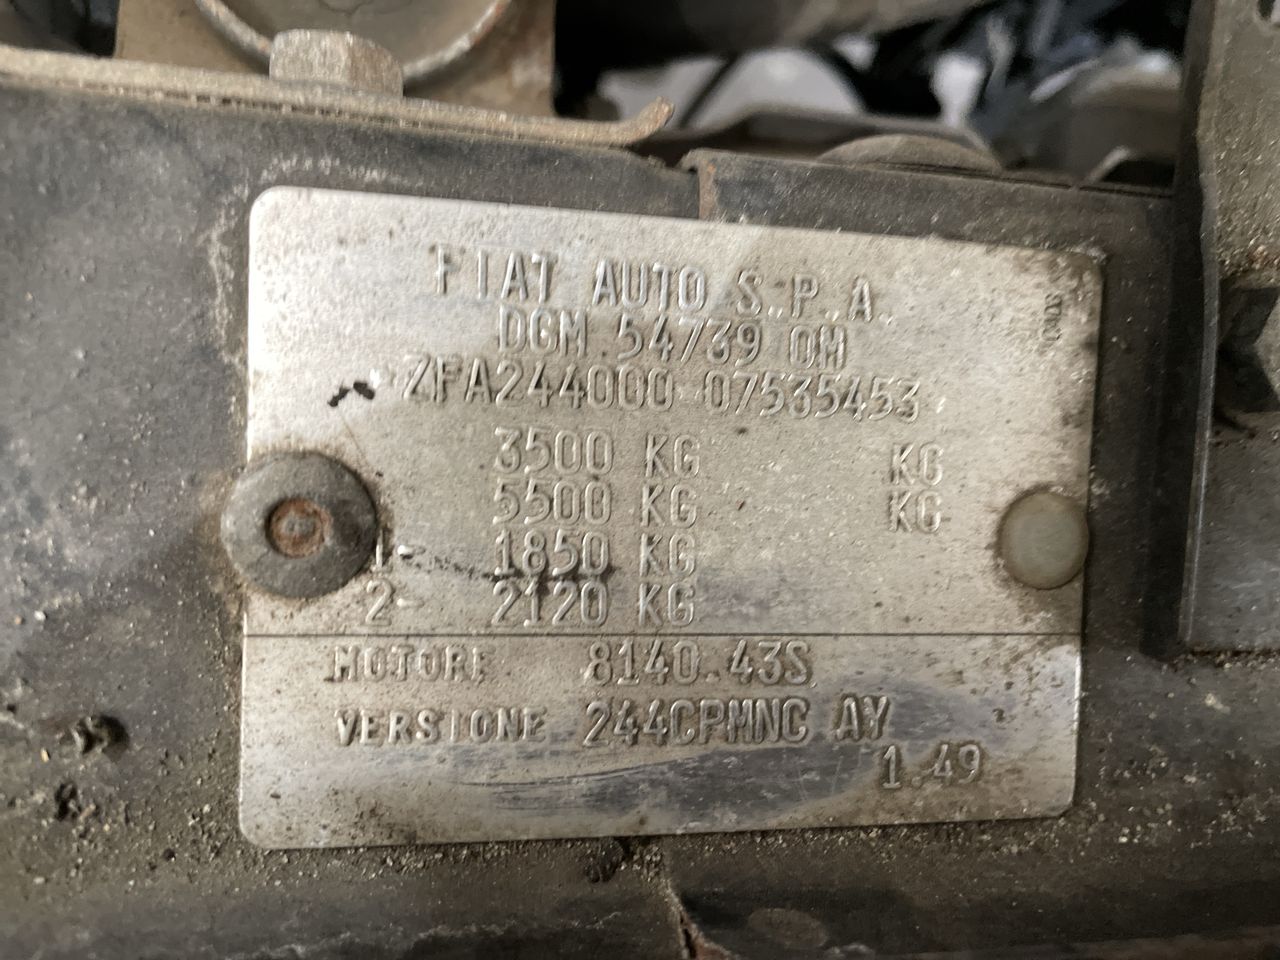 FIAT AUTO S.P.A.
DGM 54739 OM
ZFA244000 07535453
3500 KG KG
5500 KG KG
1- 1850 KG
2- 2120 KG
MOTORE 8140.43S
VERSIONE 244CPMNC AY
1.49